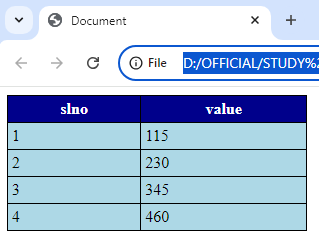 Document
File D:/OFFICIAL/STUDY%
slno value
1 115
2 230
3 345
4 460